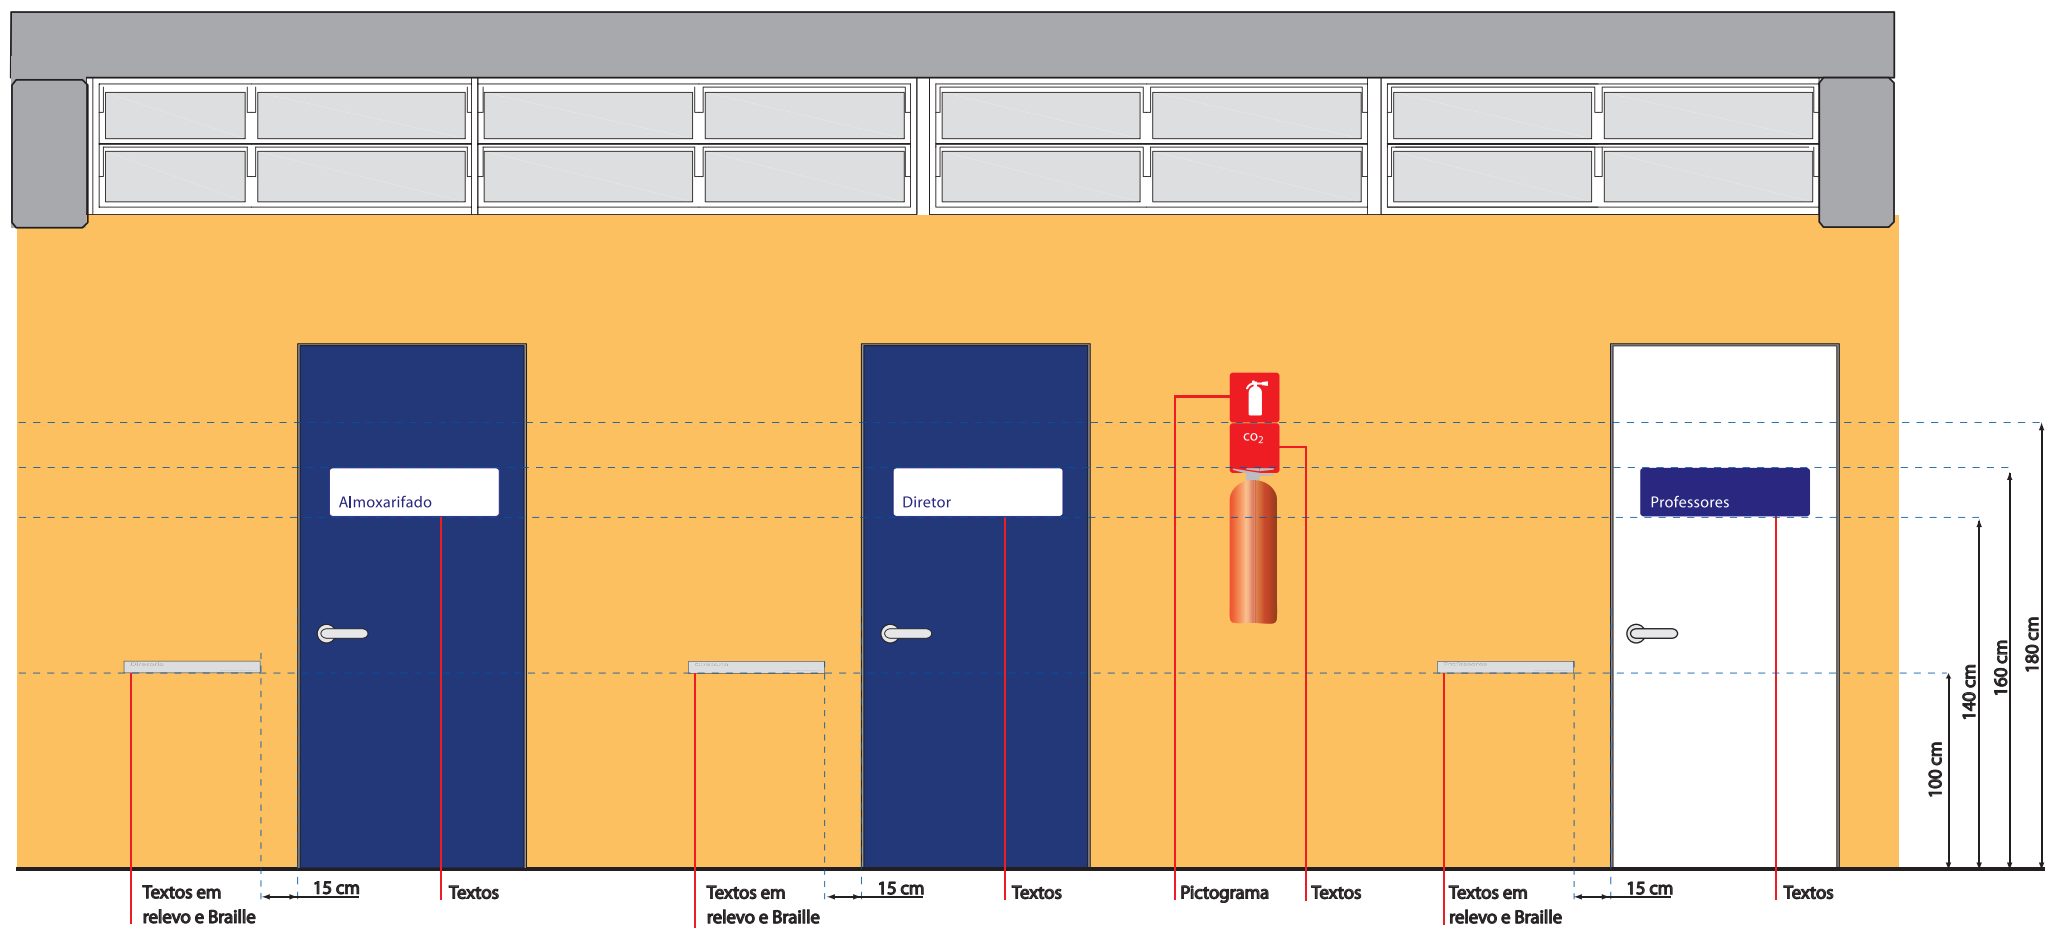 CO₂
Almoxarifado
Diretor
Professores
Professores
180 cm
160 cm
140 cm
100 cm
Textos em
relevo e Braille
15 cm
Textos
Textos em
relevo e Braille
15 cm
Textos
Pictograma
Textos
Textos em
relevo e Braille
15 cm
Textos